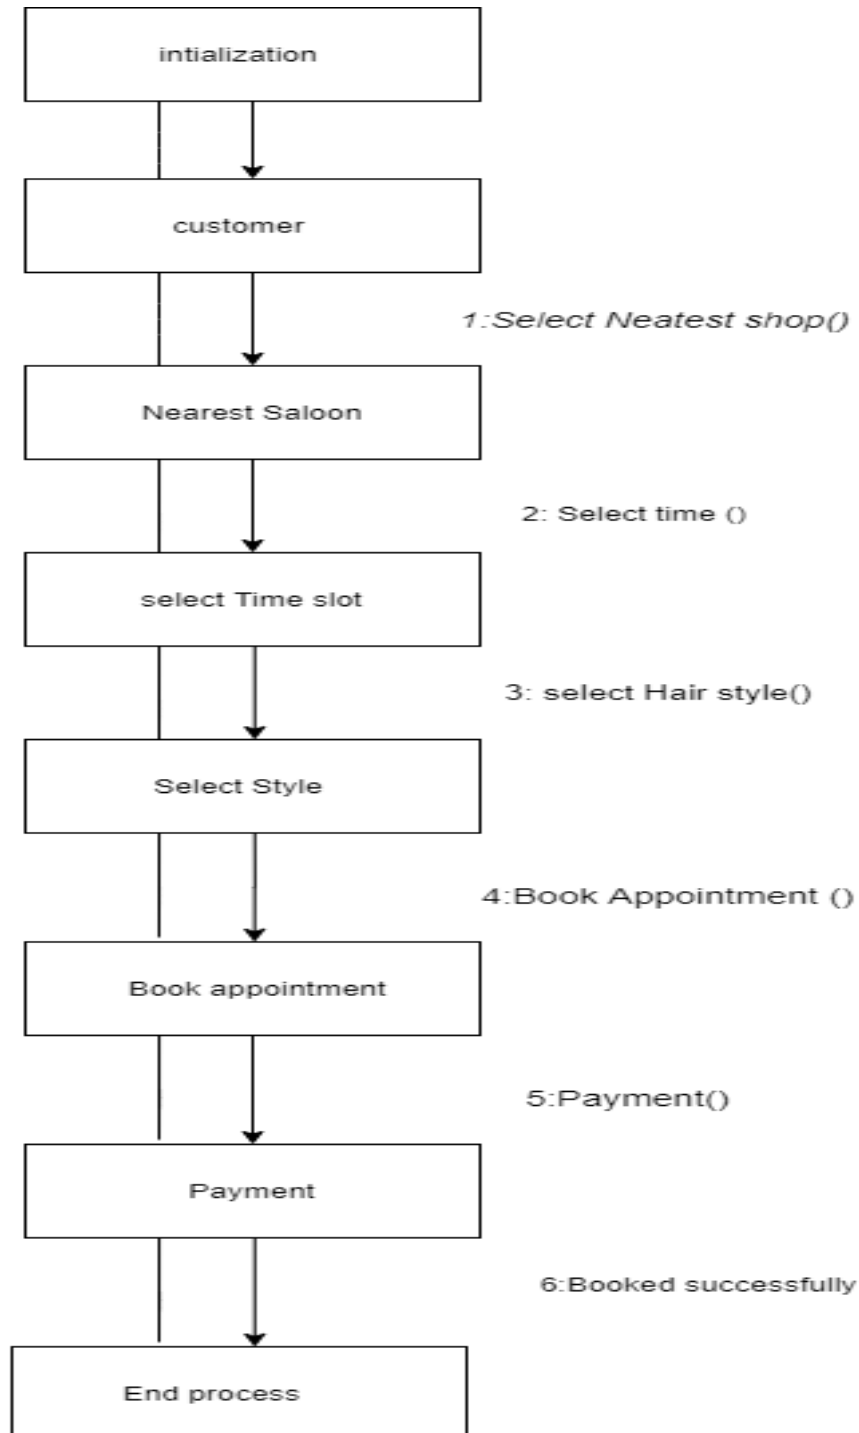 intialization
customer
1:Select Neatest shop()
Nearest Saloon
2: Select time ()
select Time slot
3: select Hair style()
Select Style
4:Book Appointment ()
Book appointment
5:Payment()
Payment
6:Booked successfully
End process